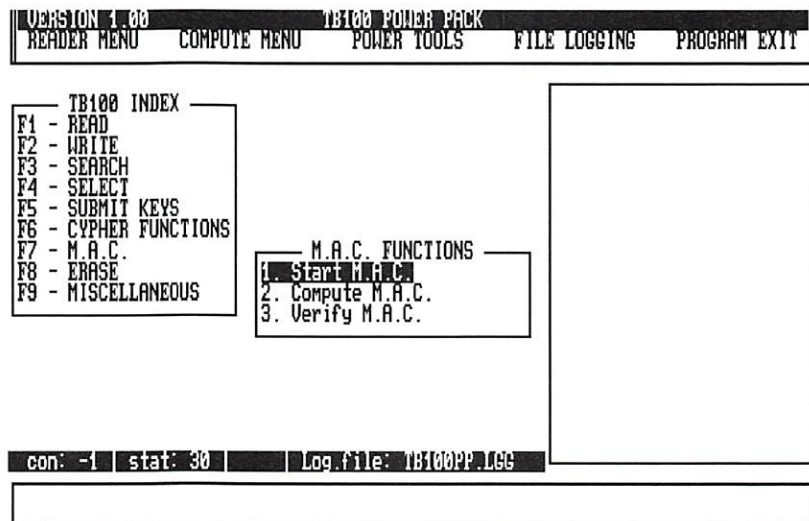 VERSION 1.00 TB100 POWER PACK
READER MENU COMPUTE MENU POWER TOOLS FILE LOGGING PROGRAM EXIT
TB100 INDEX
F1 - READ
F2 - WRITE
F3 - SEARCH
F4 - SELECT
F5 - SUBMIT KEYS
F6 - CYPHER FUNCTIONS
F7 - M.A.C.
F8 - ERASE
F9 - MISCELLANEOUS
M.A.C. FUNCTIONS
1. Start M.A.C.
2. Compute M.A.C.
3. Verify M.A.C.
con: -1 stat: 30 Log.file: TB100PP.LGG